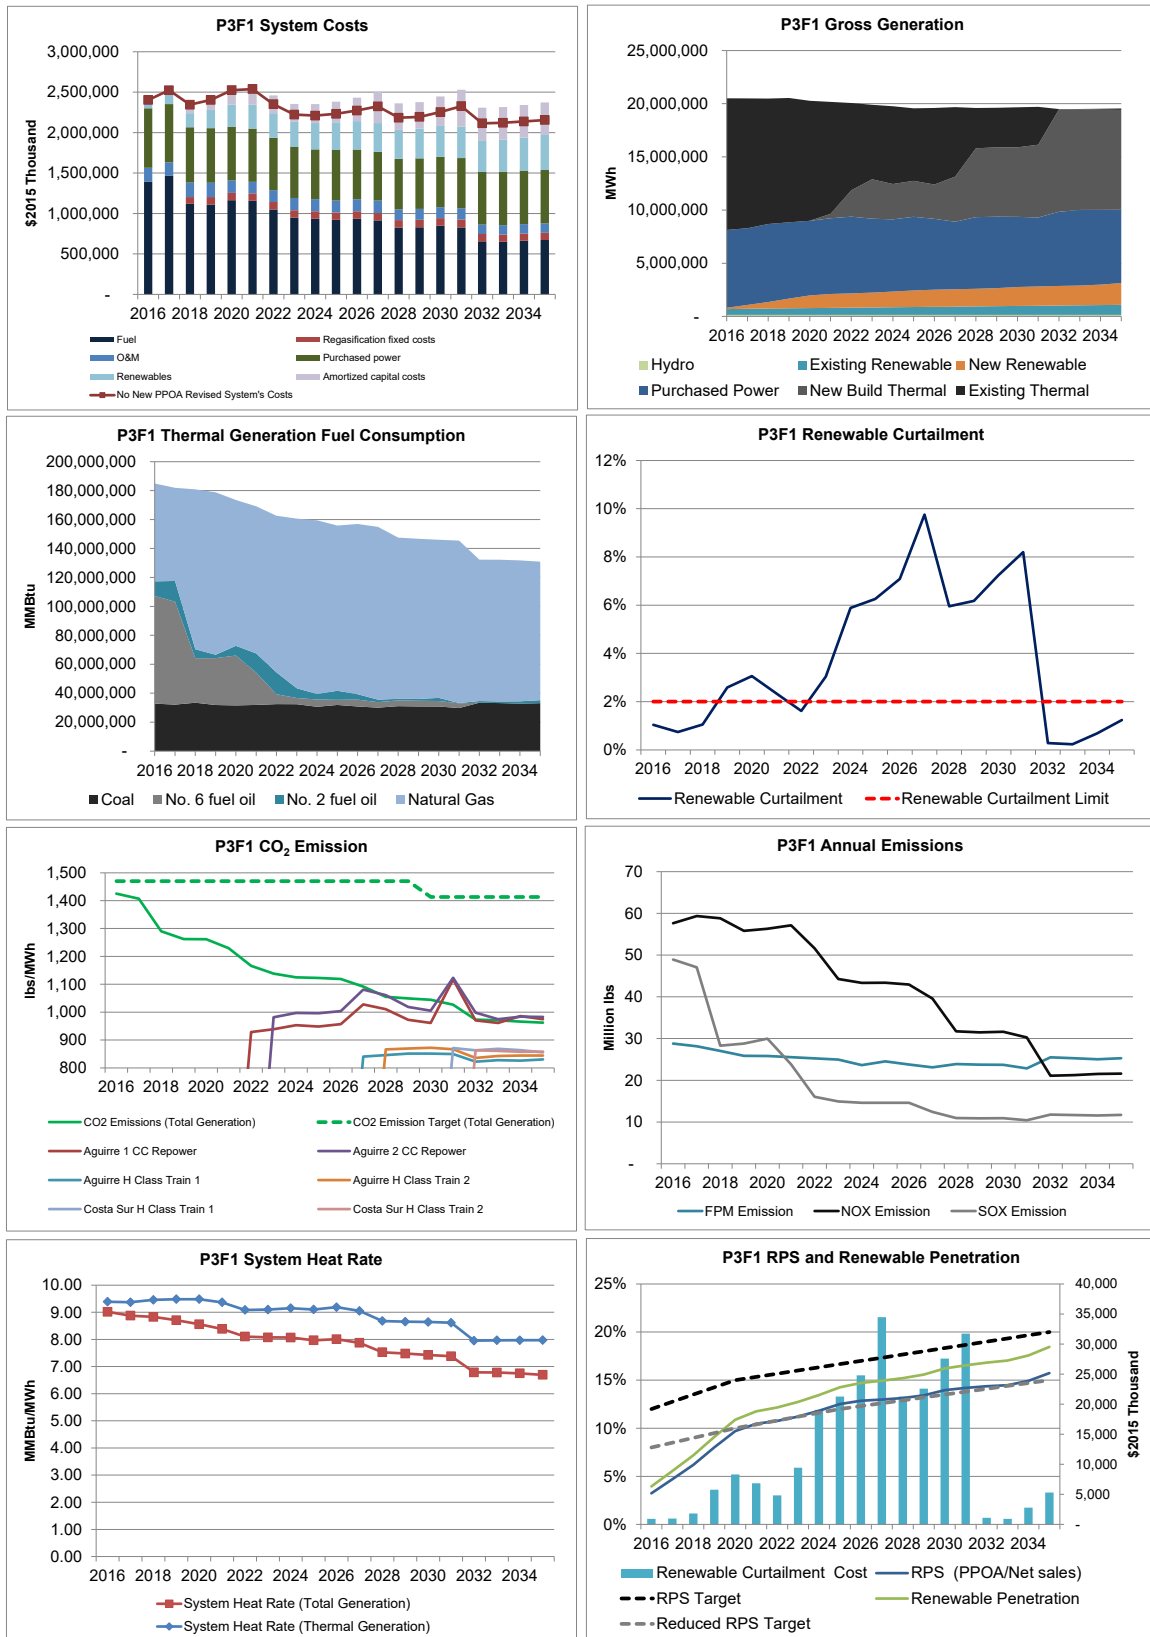 P3F1 System Costs
3,000,000
2,500,000
2,000,000
1,500,000
1,000,000
500,000
-
$2015 Thousand
2016 2018 2020 2022 2024 2026 2028 2030 2032 2034
Fuel
Regasification fixed costs
O&M
Purchased power
Renewables
Amortized capital costs
No New PPOA Revised System's Costs
P3F1 Gross Generation
25,000,000
20,000,000
15,000,000
10,000,000
5,000,000
-
MWh
2016 2018 2020 2022 2024 2026 2028 2030 2032 2034
Hydro
Existing Renewable
New Renewable
Purchased Power
New Build Thermal
Existing Thermal
P3F1 Thermal Generation Fuel Consumption
200,000,000
180,000,000
160,000,000
140,000,000
120,000,000
100,000,000
80,000,000
60,000,000
40,000,000
20,000,000
-
MMBtu
2016 2018 2020 2022 2024 2026 2028 2030 2032 2034
Coal
No. 6 fuel oil
No. 2 fuel oil
Natural Gas
P3F1 Renewable Curtailment
12%
10%
8%
6%
4%
2%
0%
2016 2018 2020 2022 2024 2026 2028 2030 2032 2034
Renewable Curtailment
Renewable Curtailment Limit
P3F1 CO2 Emission
1,500
1,400
1,300
1,200
1,100
1,000
900
800
lbs/MWh
2016 2018 2020 2022 2024 2026 2028 2030 2032 2034
CO2 Emissions (Total Generation)
CO2 Emission Target (Total Generation)
Aguirre 1 CC Repower
Aguirre 2 CC Repower
Aguirre H Class Train 1
Aguirre H Class Train 2
Costa Sur H Class Train 1
Costa Sur H Class Train 2
P3F1 Annual Emissions
70
60
50
40
30
20
10
-
Million lbs
2016 2018 2020 2022 2024 2026 2028 2030 2032 2034
FPM Emission
NOX Emission
SOX Emission
P3F1 System Heat Rate
10.00
9.00
8.00
7.00
6.00
5.00
4.00
3.00
2.00
1.00
0.00
MMBtu/MWh
2016 2018 2020 2022 2024 2026 2028 2030 2032 2034
System Heat Rate (Total Generation)
System Heat Rate (Thermal Generation)
P3F1 RPS and Renewable Penetration
25%
20%
15%
10%
5%
0%
40,000
35,000
30,000
25,000
20,000
15,000
10,000
5,000
-
$2015 Thousand
2016 2018 2020 2022 2024 2026 2028 2030 2032 2034
Renewable Curtailment Cost
RPS (PPOA/Net sales)
RPS Target
Renewable Penetration
Reduced RPS Target